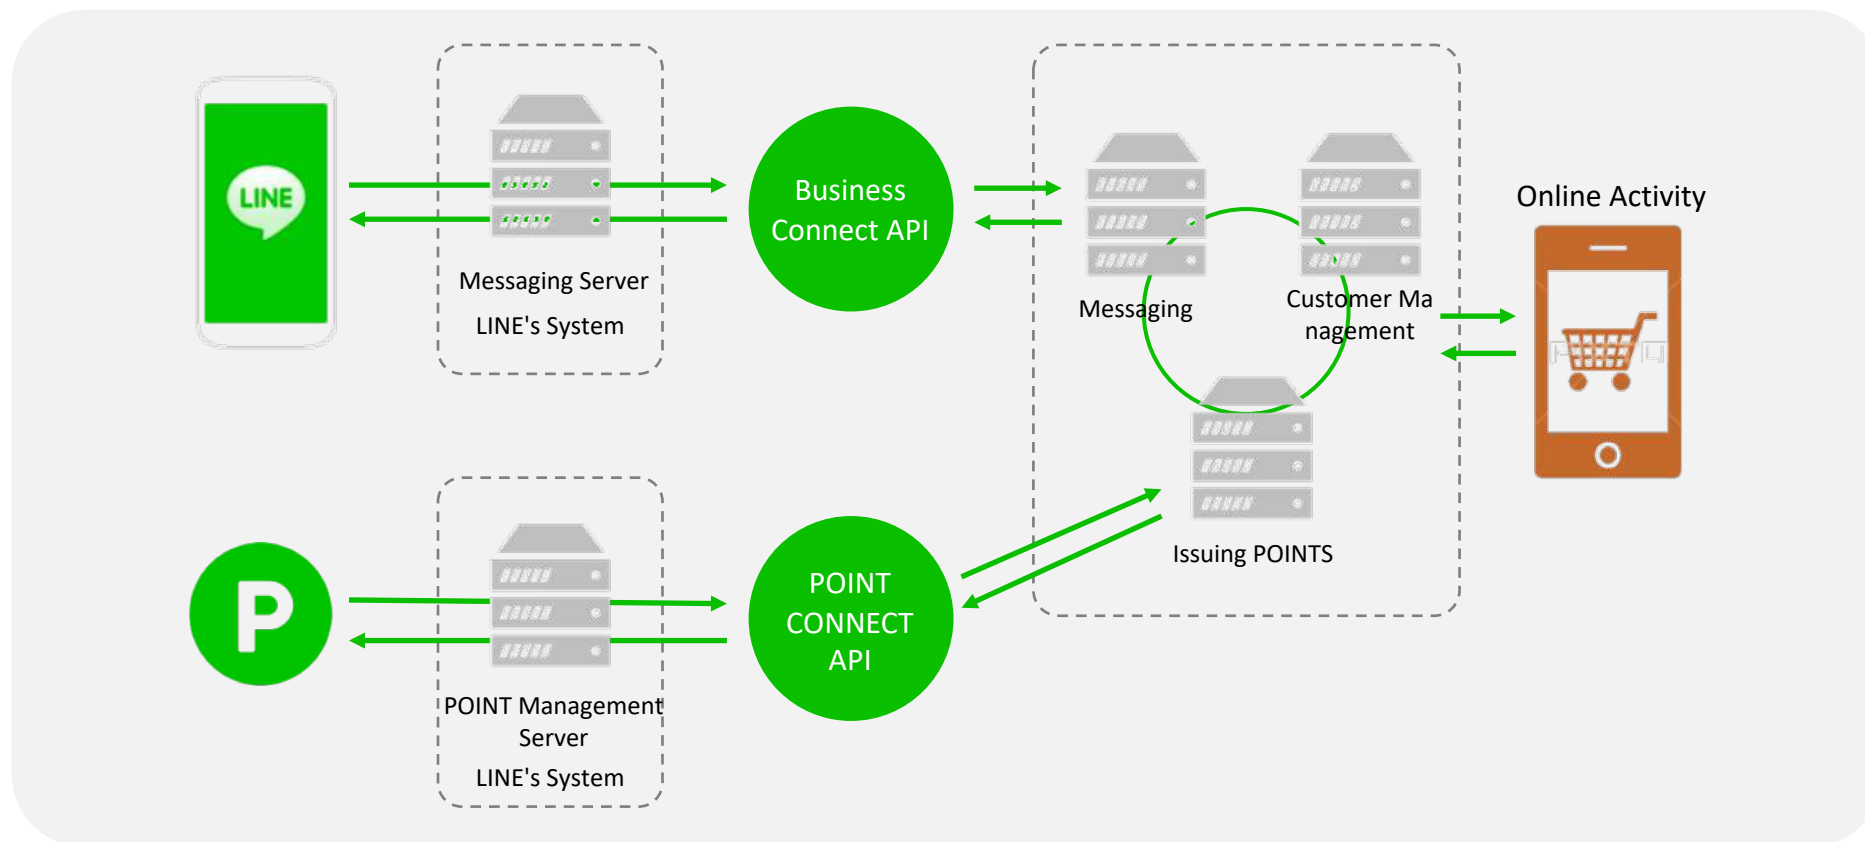 LINE
Messaging Server
LINE's System
Business
Connect API
Messaging
Customer Ma
nagement
Online Activity
Issuing POINTS
P
POINT Management
Server
LINE's System
POINT
CONNECT
API